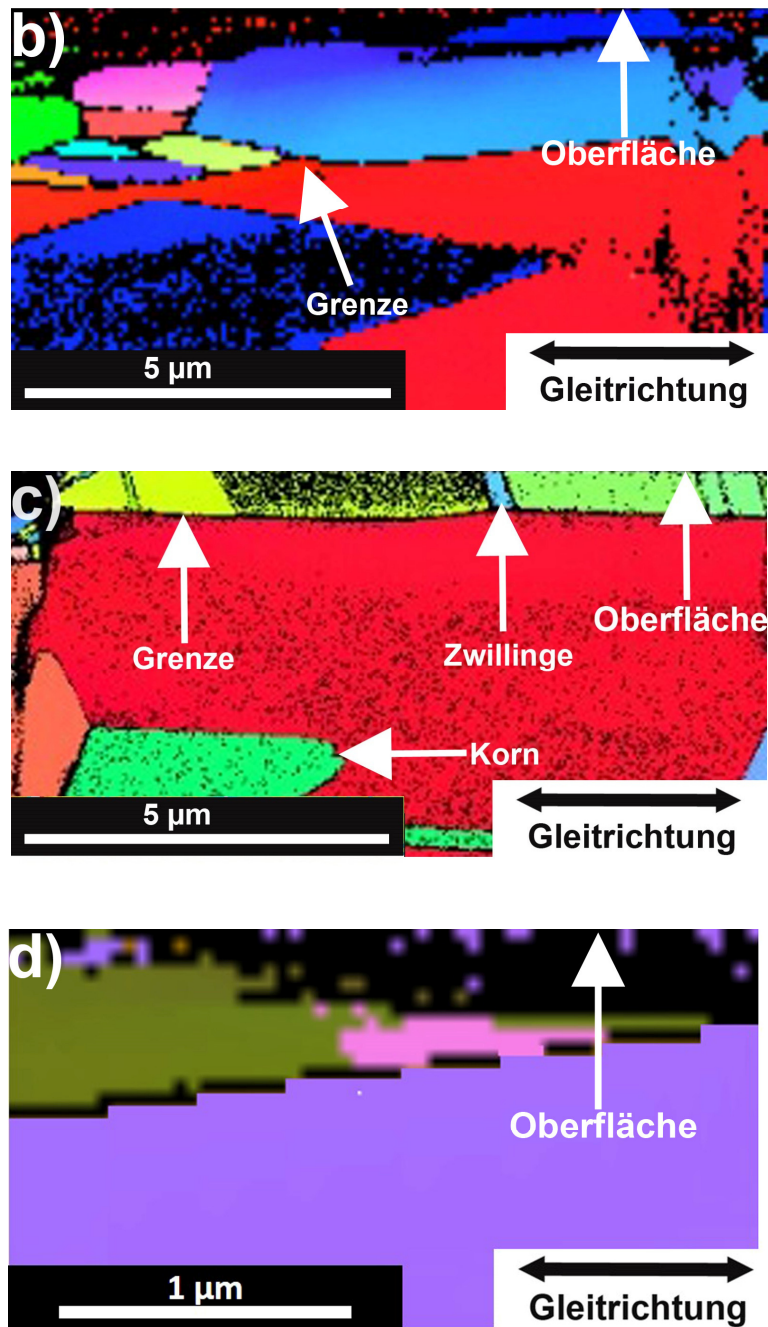 b)
Oberfläche
Grenze
5 µm
Gleitrichtung
c)
Oberfläche
Grenze
Zwillinge
Korn
5 µm
Gleitrichtung
d)
Oberfläche
1 µm
Gleitrichtung